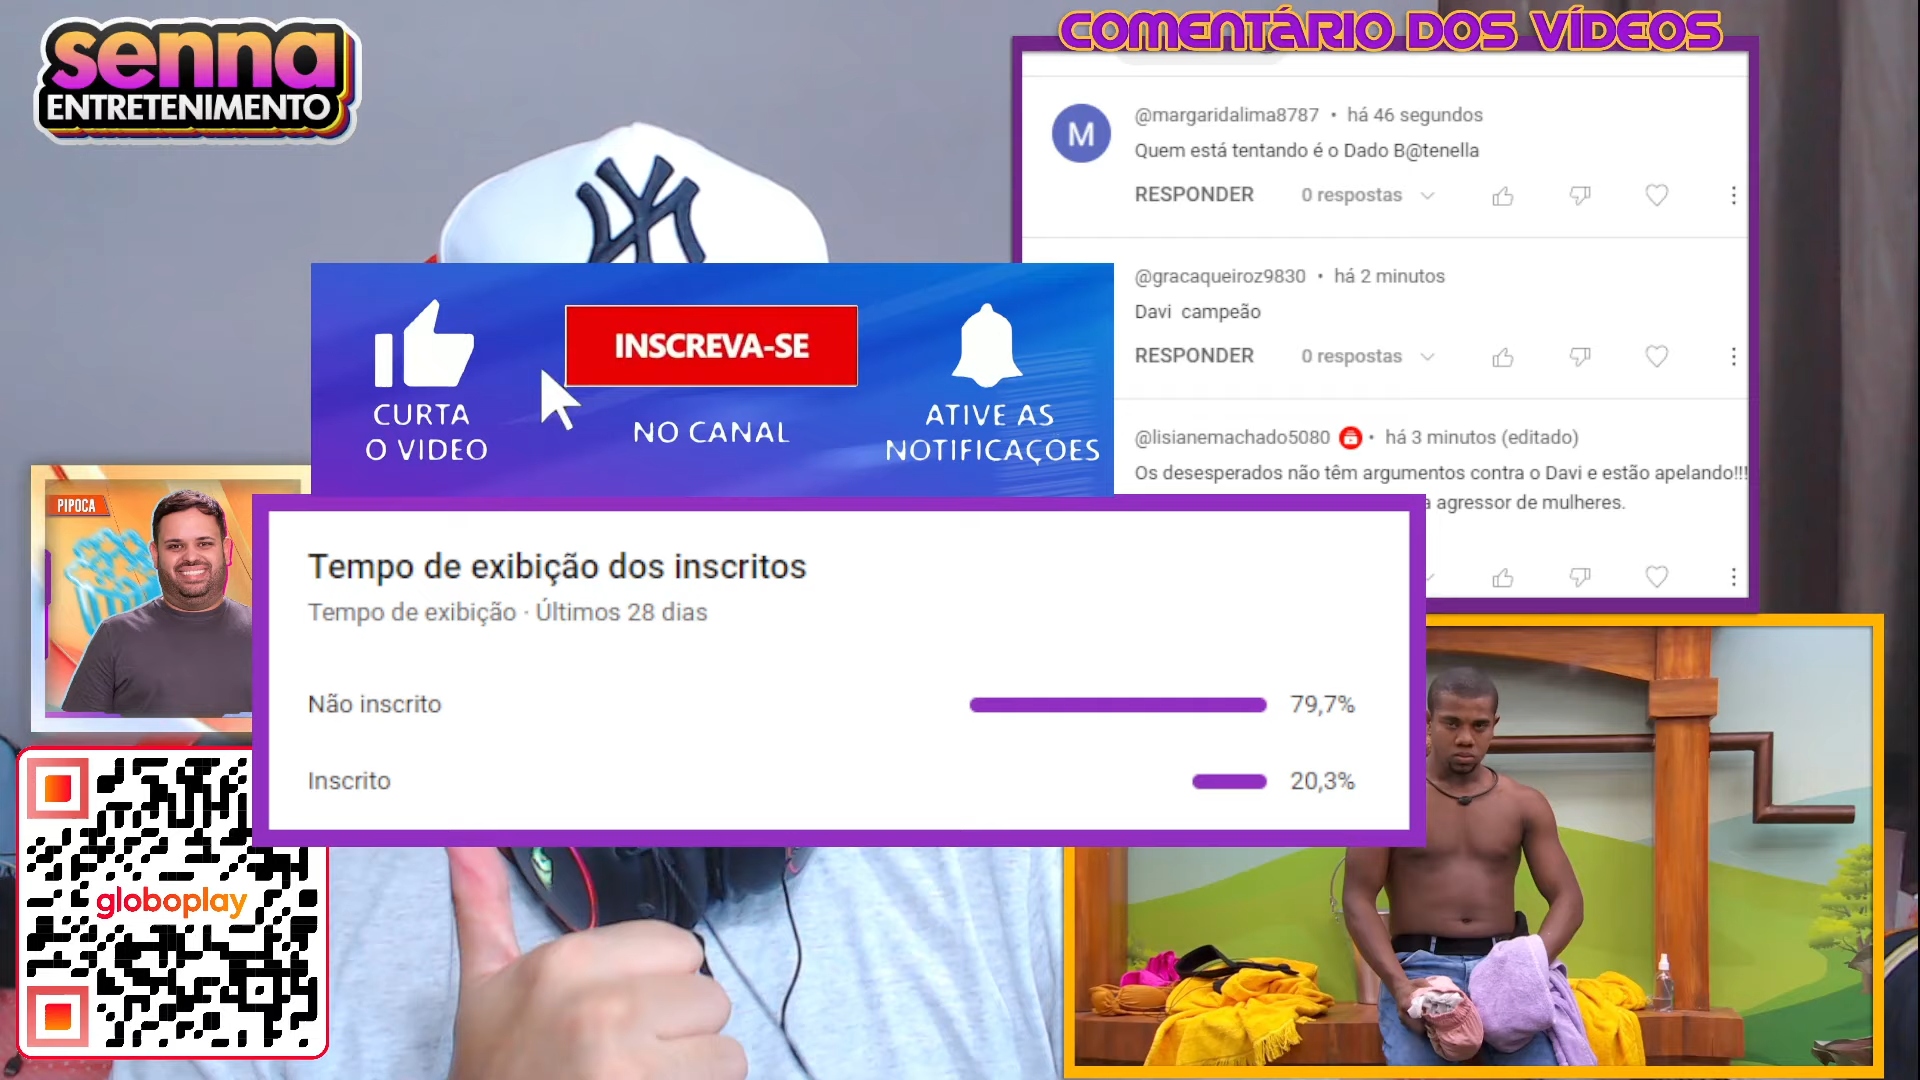 senna
ENTRETENIMENTO
COMENTÁRIO DOS VÍDEOS
M
@margaridalima8787 • há 46 segundos
Quem está tentando é o Dado B@tenella
RESPONDER 0 respostas
@gracaqueiroz9830 • há 2 minutos
Davi campeão
RESPONDER 0 respostas
@lisianemachado5080 • há 3 minutos (editado)
Os desesperados não têm argumentos contra o Davi e estão apelando!!!
agressor de mulheres.
CURTA
O VIDEO
INSCREVA-SE
NO CANAL
ATIVE AS
NOTIFICAÇOES
PIPOCA
Tempo de exibição dos inscritos
Tempo de exibição · Últimos 28 dias
Não inscrito 79,7%
Inscrito 20,3%
globoplay